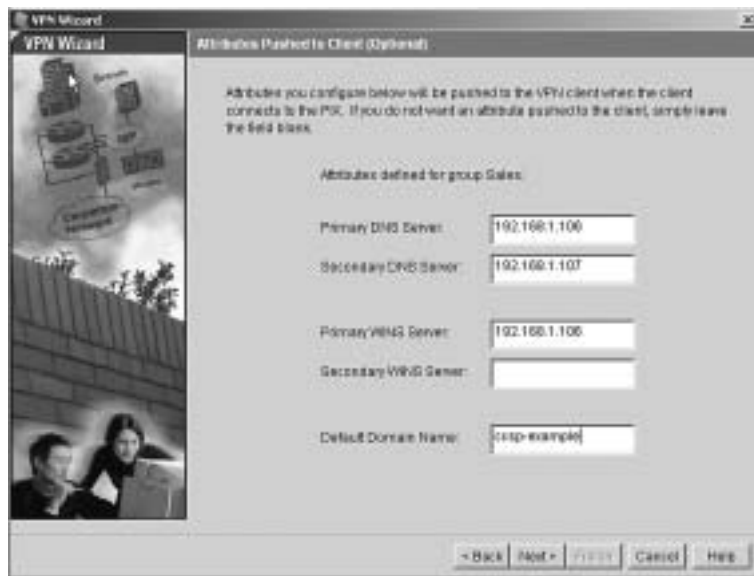 VPN Wizard
VPN Wizard
Attributes Pushed to Client (Optional)
Attributes you configure below will be pushed to the VPN client when the client
connects to the PIX. If you do not want an attribute pushed to the client, simply leave
the field blank.
Attributes defined for group Sales:
Primary DNS Server:
192.168.1.106
Secondary DNS Server:
192.168.1.107
Primary WINS Server:
192.168.1.106
Secondary WINS Server:
Default Domain Name:
ccsp-example
< Back
Next >
Finish
Cancel
Help